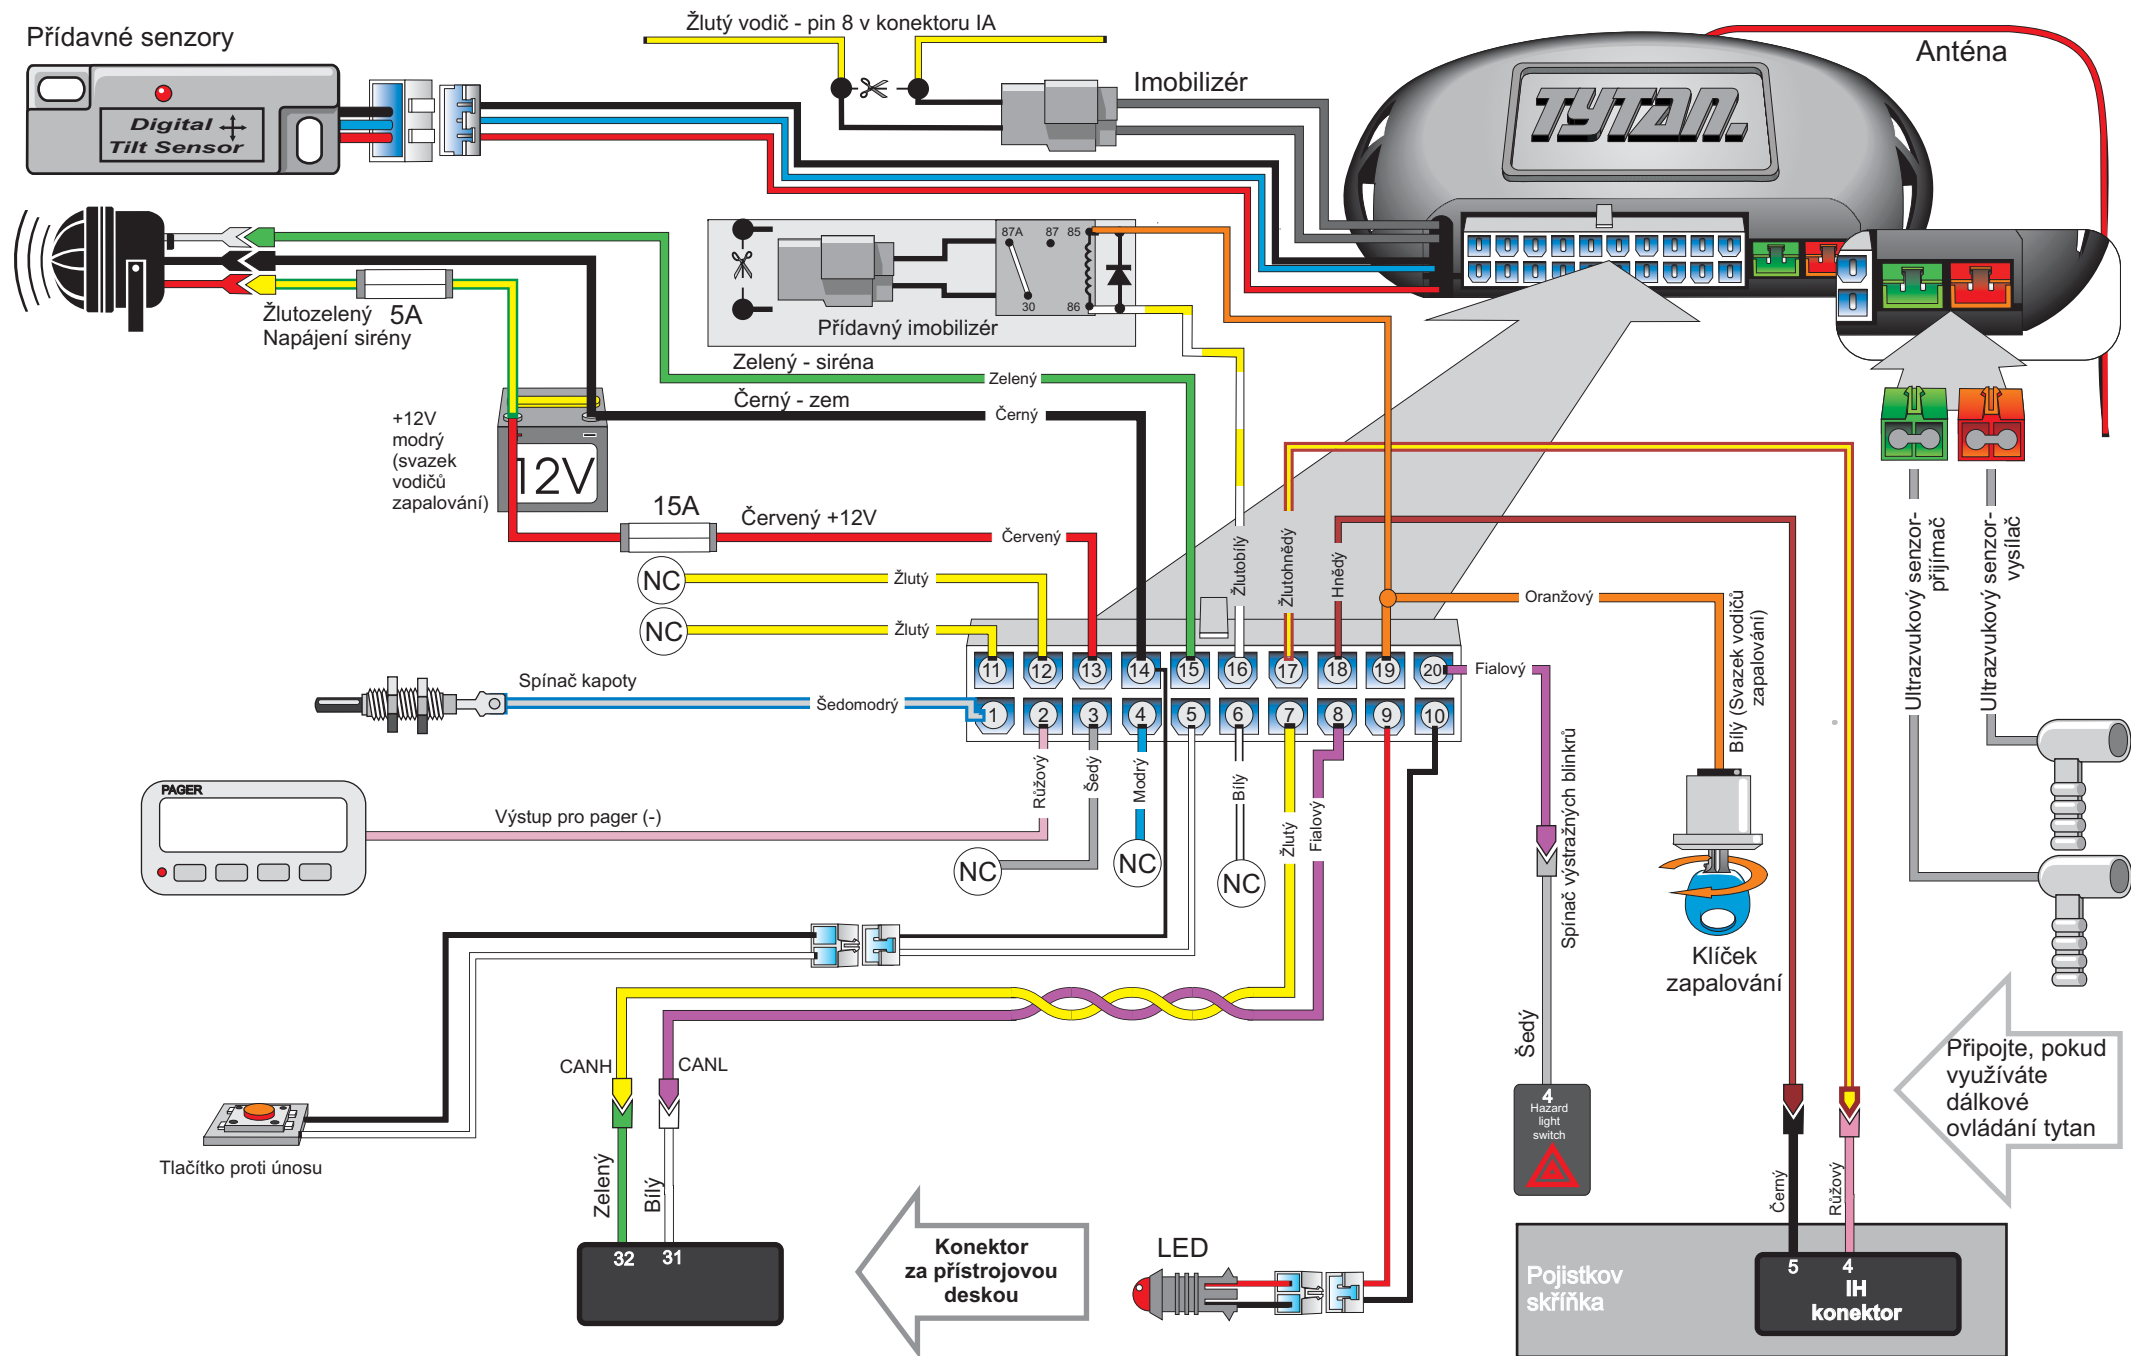 Žlutý vodič - pin 8 v konektoru IA
Přídavné senzory
Digital
Tilt Sensor
Imobilizér
TYTAN.
Anténa
87A
87
85
30
86
Přídavný imobilizér
Žlutozelený
5A
Napájení sirény
Zelený - siréna
Zelený
Černý - zem
Černý
+12V
modrý
(svazek
vodičů
zapalování)
12V
15A
Červený +12V
Červený
NC
Žlutý
NC
Žlutý
Žlutobílý
Žlutohnědý
Hnědý
Oranžový
Bílý (Svazek vodičů
zapalování)
Ultrazvukový senzor-
přijímač
Ultrazvukový senzor-
vysílač
11
12
13
14
15
16
17
18
19
20
Fialový
1
2
3
4
5
6
7
8
9
10
Spínač kapoty
Šedomodrý
PAGER
Výstup pro pager (-)
Růžový
Šedý
Modrý
Bílý
Žlutý
Fialový
NC
NC
NC
Spínač výstražných blinkrů
Klíček
zapalování
Šedý
4
Hazard
light
switch
Připojte, pokud
využíváte
dálkové
ovládání tytan
CANH
CANL
Zelený
Bílý
32
31
Tlačítko proti únosu
Konektor
za přístrojovou
deskou
LED
Černý
Růžový
Pojistkov
skříňka
5
4
IH
konektor